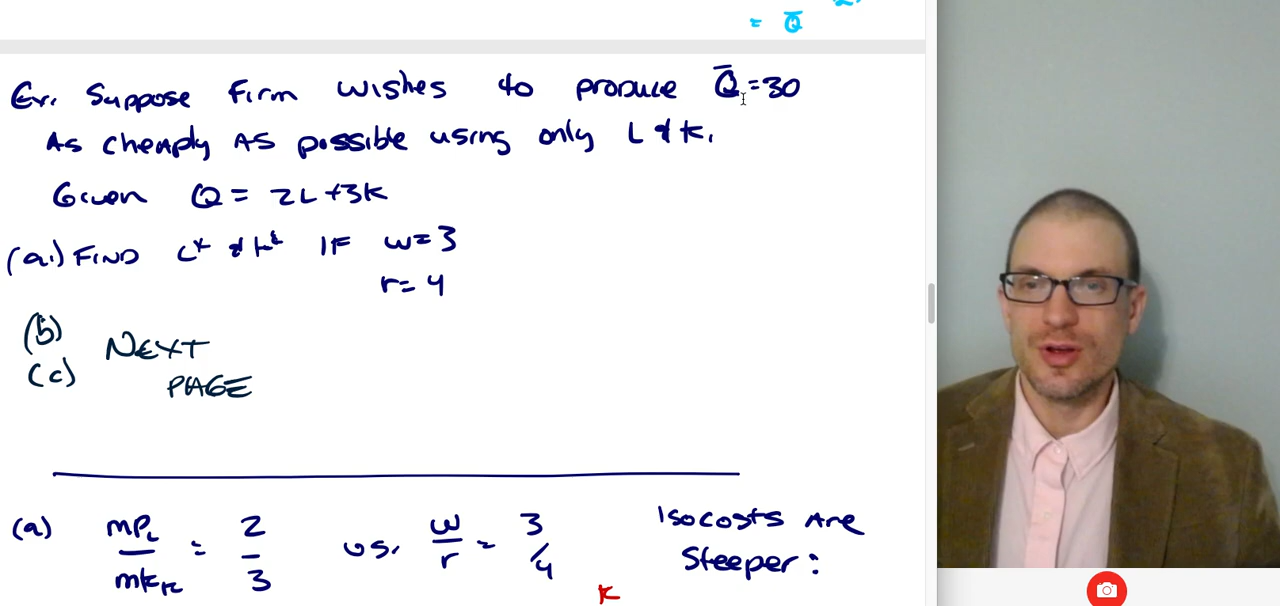 = Q̄
Ex. Suppose Firm wishes to produce Q̄=30
As cheaply As possible using only L & K.
Given Q = 2L+3K
(a.) FIND L* & K* IF w=3
r=4
(b) NEXT
(c) PAGE
(a) MPL/MKK = 2/3 vs. w/r = 3/4 Isocosts Are
Steeper:
K